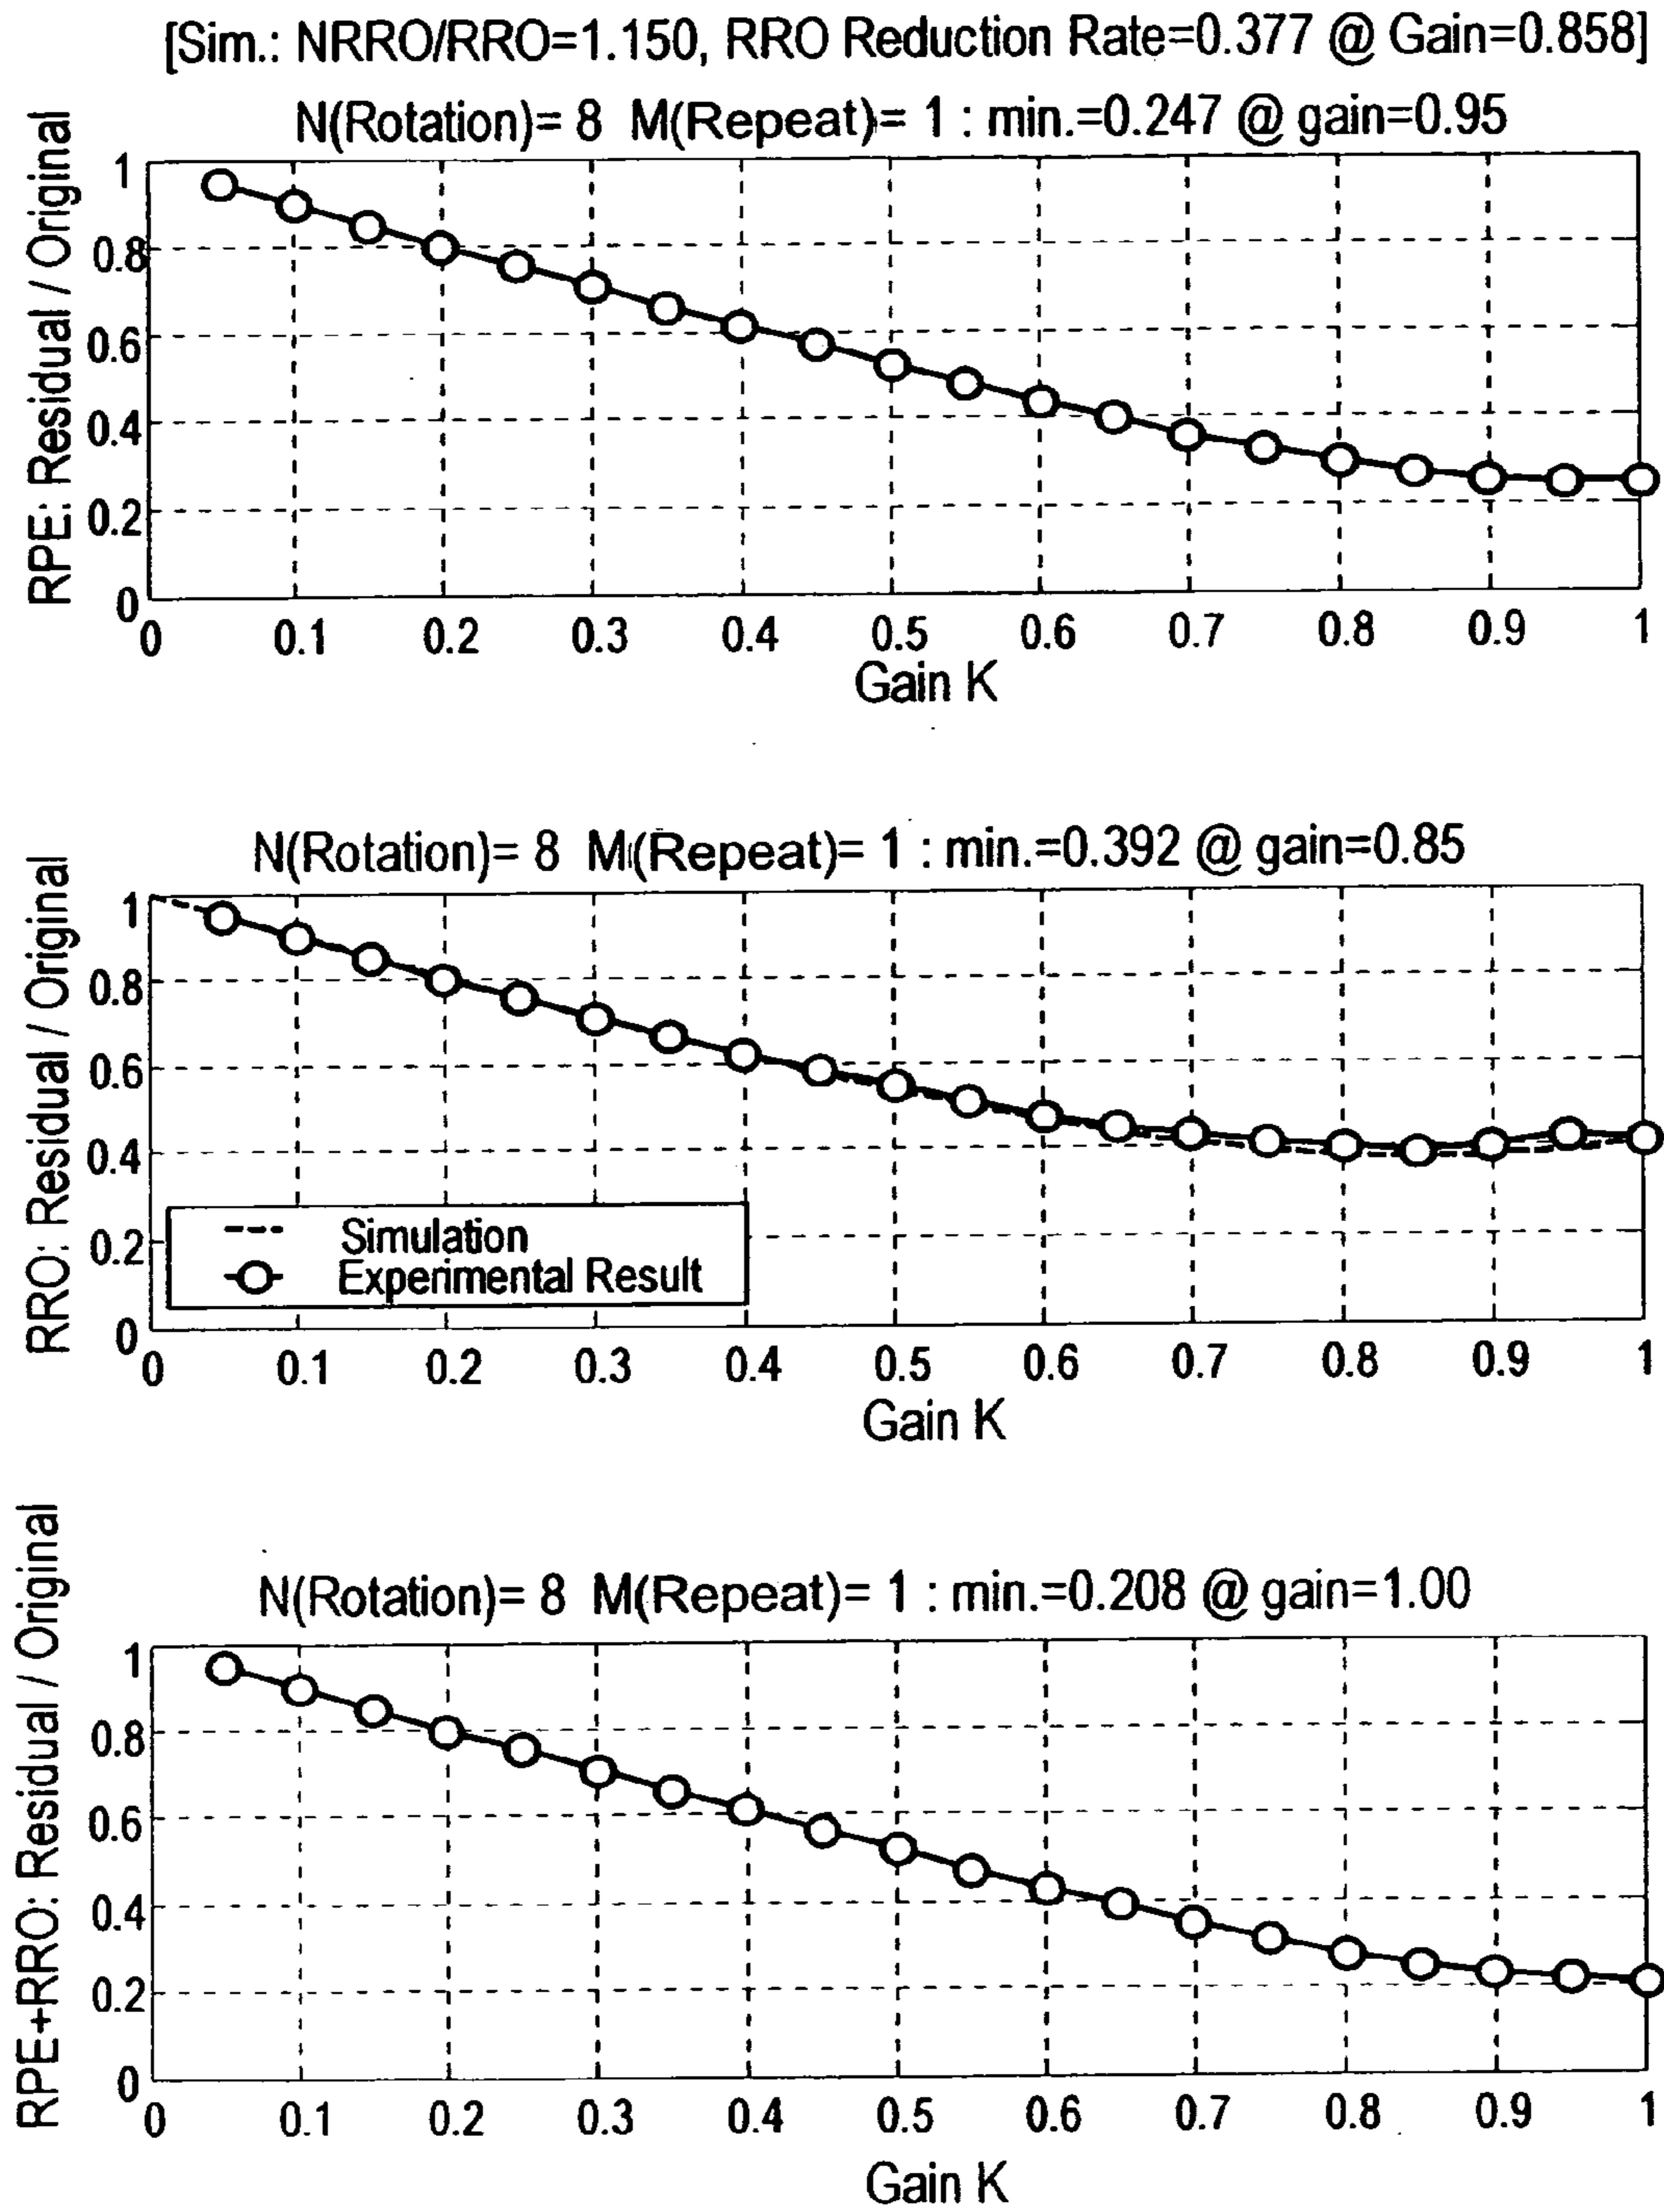 [Sim.: NRRO/RRO=1.150, RRO Reduction Rate=0.377 @ Gain=0.858]
N(Rotation)= 8 M(Repeat)= 1 : min.=0.247 @ gain=0.95
RPE: Residual / Original
1
0.8
0.6
0.4
0.2
0
0 0.1 0.2 0.3 0.4 0.5 0.6 0.7 0.8 0.9 1
Gain K
N(Rotation)= 8 M(Repeat)= 1 : min.=0.392 @ gain=0.85
RRO: Residual / Original
1
0.8
0.6
0.4
0.2
0
Simulation
Experimental Result
0 0.1 0.2 0.3 0.4 0.5 0.6 0.7 0.8 0.9 1
Gain K
N(Rotation)= 8 M(Repeat)= 1 : min.=0.208 @ gain=1.00
RPE+RRO: Residual / Original
1
0.8
0.6
0.4
0.2
0
0 0.1 0.2 0.3 0.4 0.5 0.6 0.7 0.8 0.9 1
Gain K